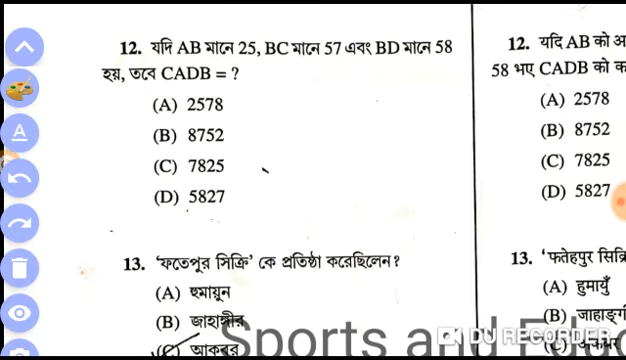 12. যদি AB মানে 25, BC মানে 57 এবং BD মানে 58
হয়, তবে CADB = ?
(A) 2578
(B) 8752
(C) 7825
(D) 5827
13. ‘ফতেপুর সিক্রি’ কে প্রতিষ্ঠা করেছিলেন?
(A) হুমায়ুন
(B) জাহাঙ্গীর
(C) আকবর
12. यदि AB को
58 भए CADB को
(A) 2578
(B) 8752
(C) 7825
(D) 5827
13. ‘फतेहपुर सिक्रि
(A) हुमायुँ
(B)
(C)
Sports and
DU RECORDER
A